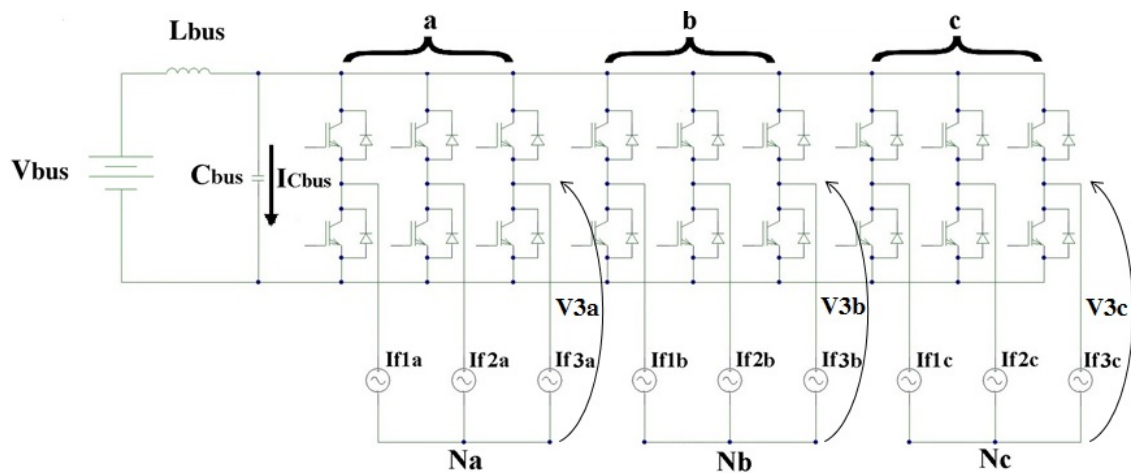 a b c
Lbus
Vbus
Cbus
ICbus
V3a V3b V3c
If1a If2a If3a If1b If2b If3b If1c If2c If3c
Na Nb Nc